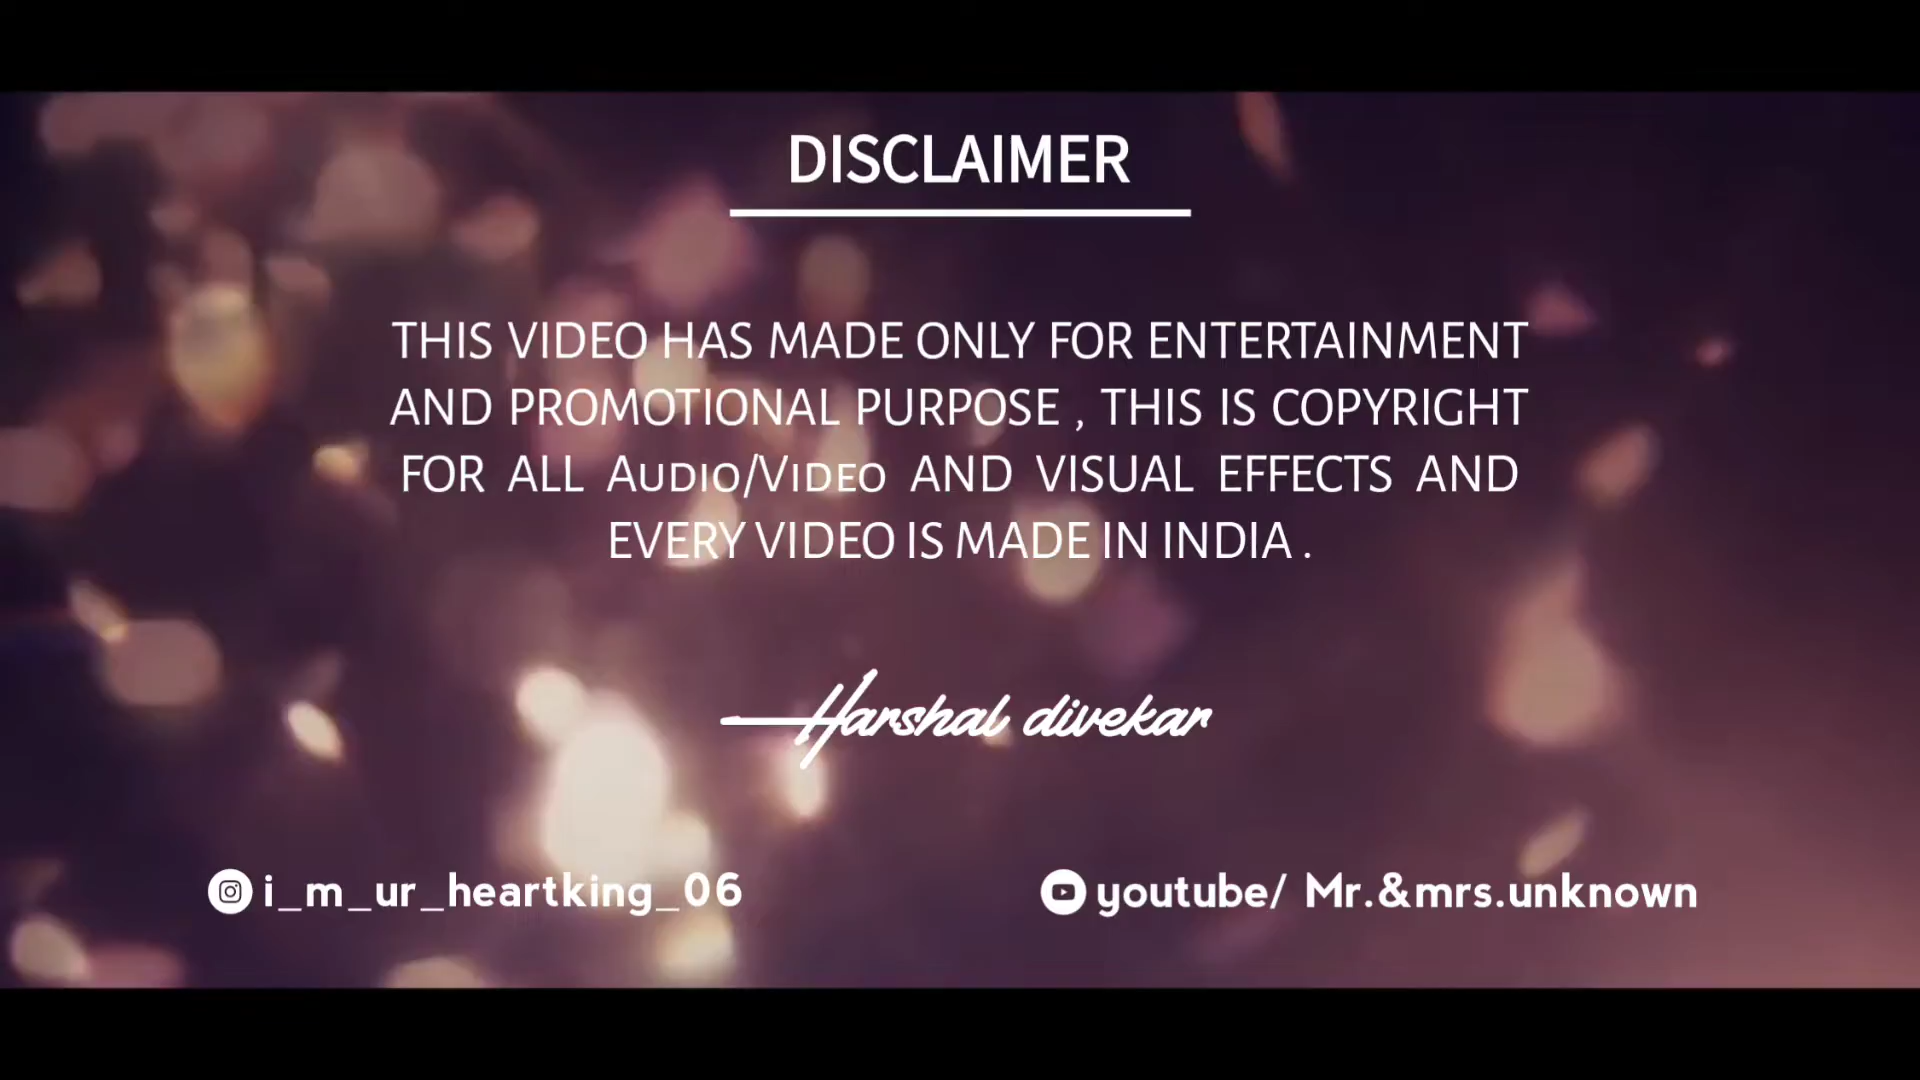 DISCLAIMER
THIS VIDEO HAS MADE ONLY FOR ENTERTAINMENT
AND PROMOTIONAL PURPOSE , THIS IS COPYRIGHT
FOR ALL AUDIO/VIDEO AND VISUAL EFFECTS AND
EVERY VIDEO IS MADE IN INDIA .
Harshal divekar
i_m_ur_heartking_06
youtube/ Mr.&mrs.unknown